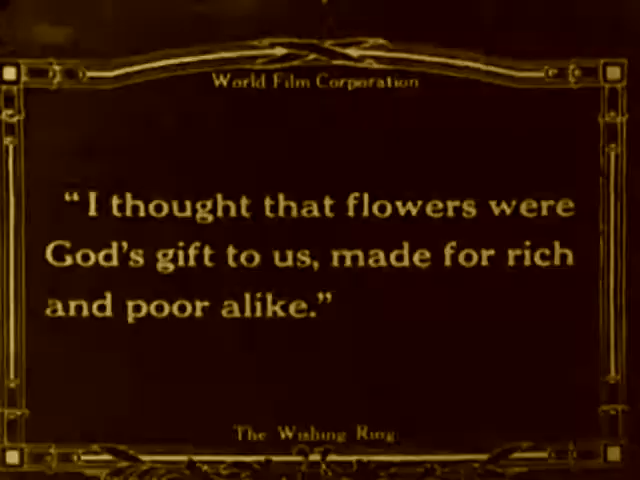 World Film Corporation
“I thought that flowers were
God's gift to us, made for rich
and poor alike.”
The Wishing Ring